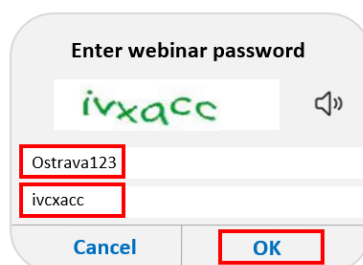 Enter webinar password
ivxacc
Ostrava123
ivcxacc
Cancel OK